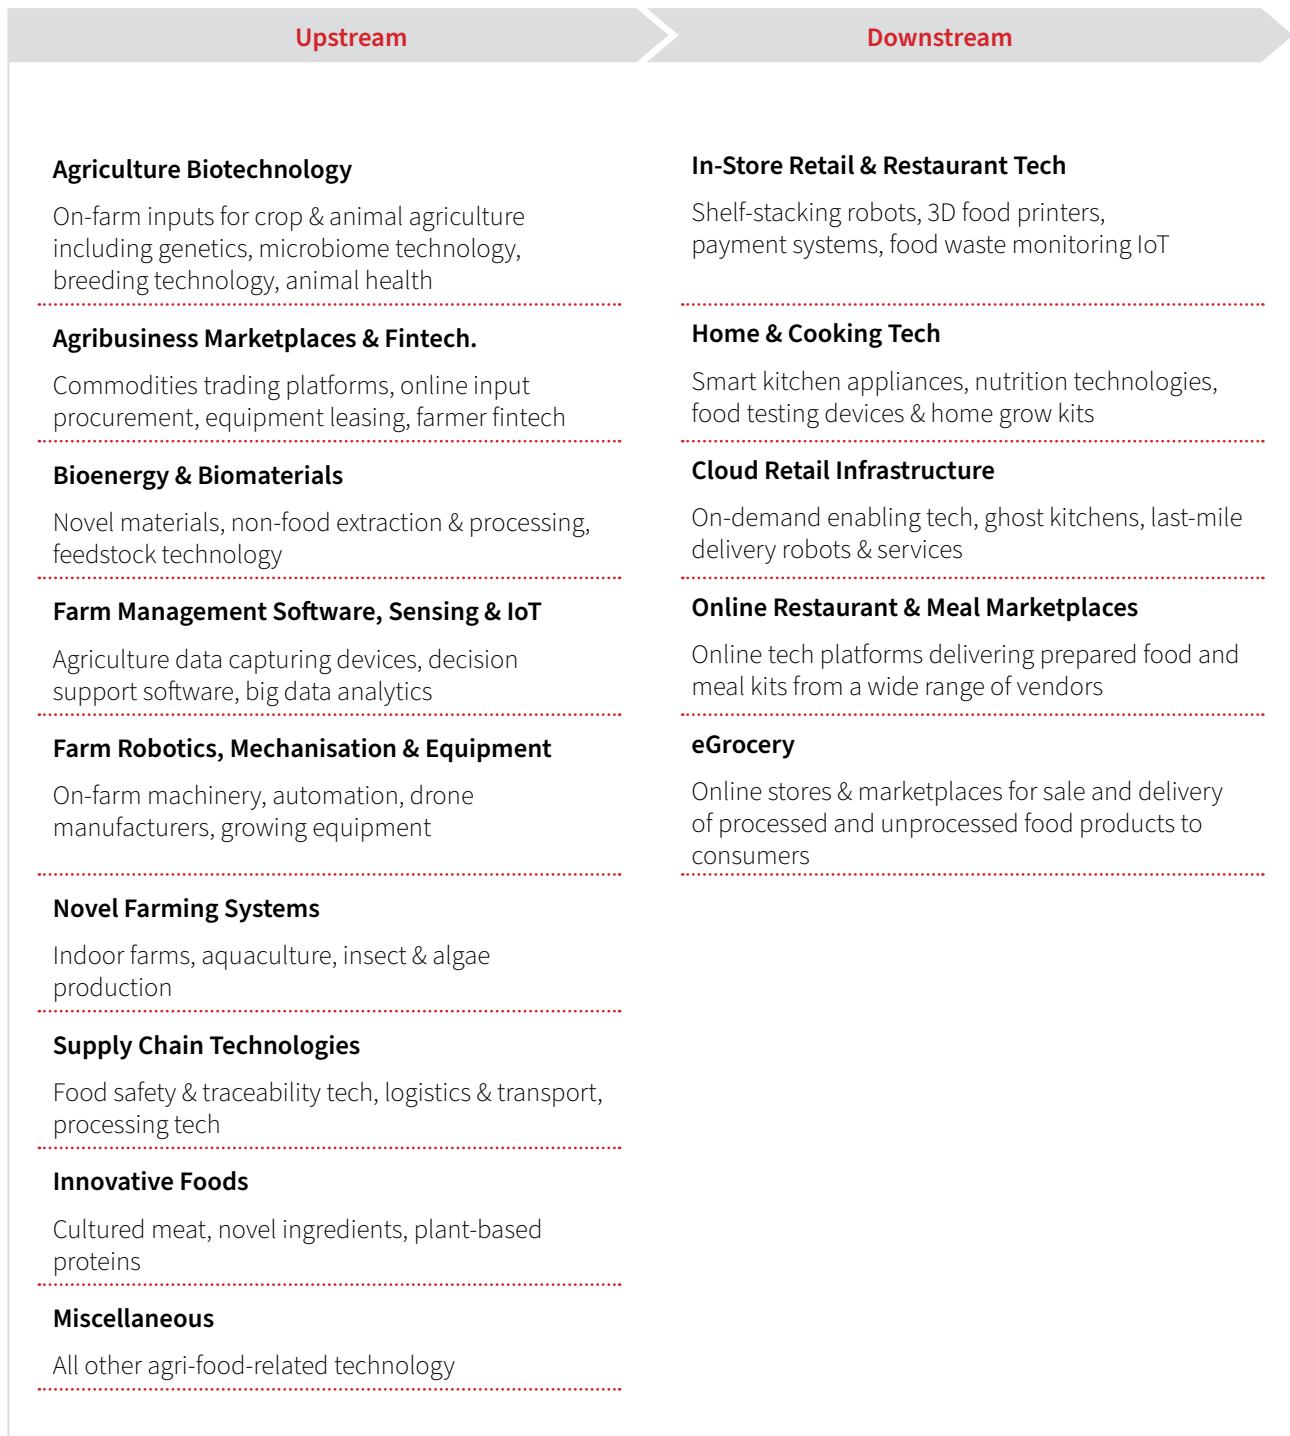 Upstream
Downstream
Agriculture Biotechnology
On-farm inputs for crop & animal agriculture
including genetics, microbiome technology,
breeding technology, animal health
Agribusiness Marketplaces & Fintech.
Commodities trading platforms, online input
procurement, equipment leasing, farmer fintech
Bioenergy & Biomaterials
Novel materials, non-food extraction & processing,
feedstock technology
Farm Management Software, Sensing & IoT
Agriculture data capturing devices, decision
support software, big data analytics
Farm Robotics, Mechanisation & Equipment
On-farm machinery, automation, drone
manufacturers, growing equipment
Novel Farming Systems
Indoor farms, aquaculture, insect & algae
production
Supply Chain Technologies
Food safety & traceability tech, logistics & transport,
processing tech
Innovative Foods
Cultured meat, novel ingredients, plant-based
proteins
Miscellaneous
All other agri-food-related technology
In-Store Retail & Restaurant Tech
Shelf-stacking robots, 3D food printers,
payment systems, food waste monitoring IoT
Home & Cooking Tech
Smart kitchen appliances, nutrition technologies,
food testing devices & home grow kits
Cloud Retail Infrastructure
On-demand enabling tech, ghost kitchens, last-mile
delivery robots & services
Online Restaurant & Meal Marketplaces
Online tech platforms delivering prepared food and
meal kits from a wide range of vendors
eGrocery
Online stores & marketplaces for sale and delivery
of processed and unprocessed food products to
consumers